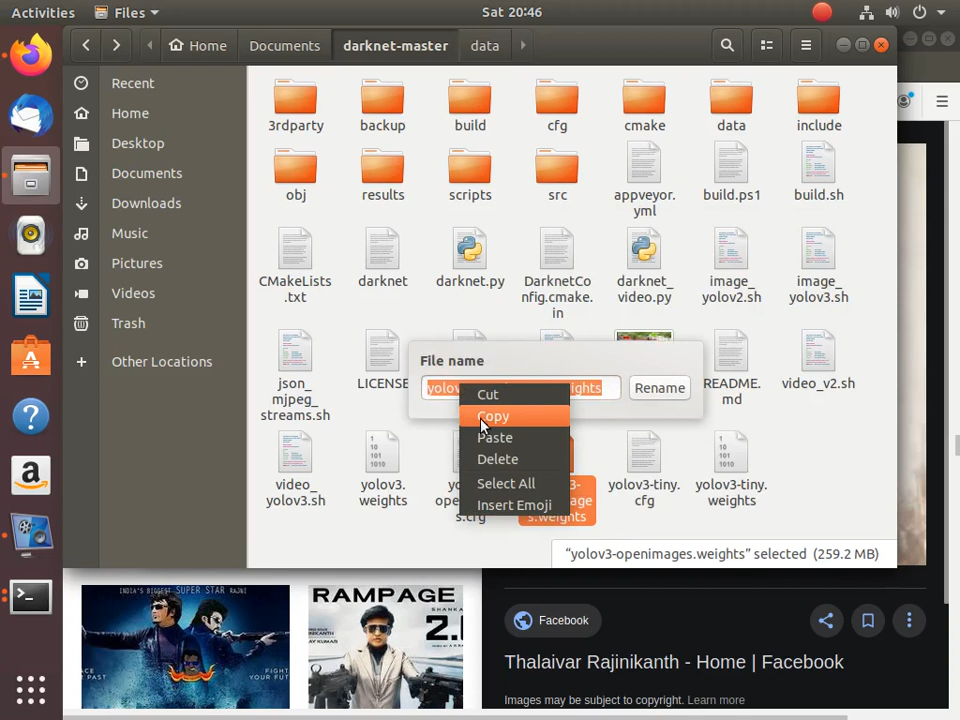 Activities Files Sat 20:46
Home Documents darknet-master data
Recent
Home
Desktop
Documents
Downloads
Music
Pictures
Videos
Trash
Other Locations
3rdparty backup build cfg cmake data include
obj results scripts src appveyor.yml build.ps1 build.sh
CMakeLists.txt darknet darknet.py DarknetConfig.cmake.in darknet_video.py image_yolov2.sh image_yolov3.sh
json_mjpeg_streams.sh LICENSE README.md video_v2.sh
File name
Rename
Cut
Copy
Paste
Delete
Select All
Insert Emoji
video_yolov3.sh yolov3.weights yolov3-tiny.cfg yolov3-tiny.weights
“yolov3-openimages.weights” selected (259.2 MB)
INDIA'S BIGGEST SUPER STAR RAJNI
RAMPAGE
2.
Facebook
Thalaivar Rajinikanth - Home | Facebook
Images may be subject to copyright. Learn more